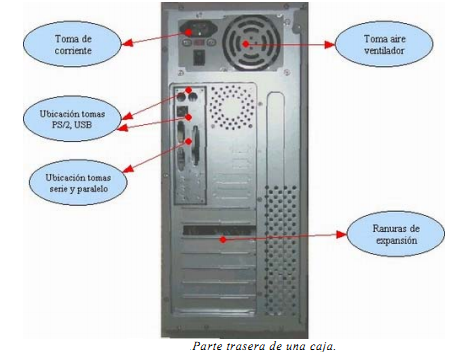 Toma de
corriente
Toma aire
ventilador
Ubicación tomas
PS/2, USB
Ubicación tomas
serie y paralelo
Ranuras de
expansión
Parte trasera de una caja.